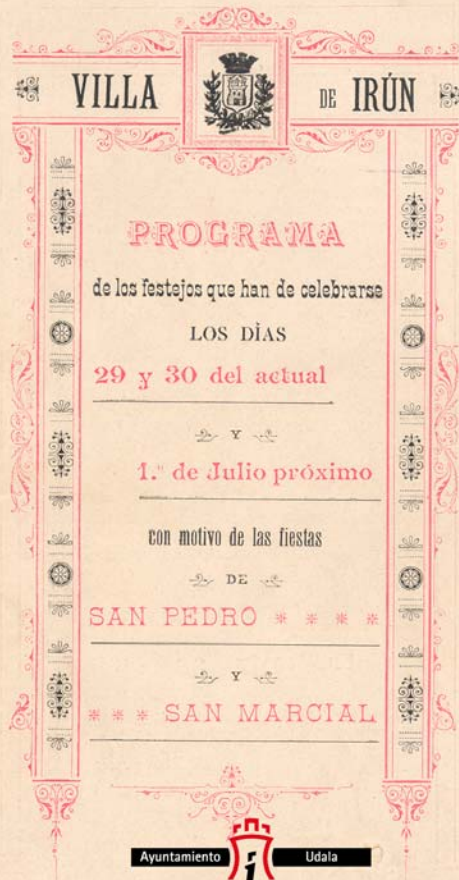 VILLA DE IRÚN
PROGRAMA
de los festejos que han de celebrarse
LOS DÌAS
29 y 30 del actual
Y
1.º de Julio próximo
con motivo de las fiestas
DE
SAN PEDRO * * * *
Y
* * * SAN MARCIAL
Ayuntamiento i Udala